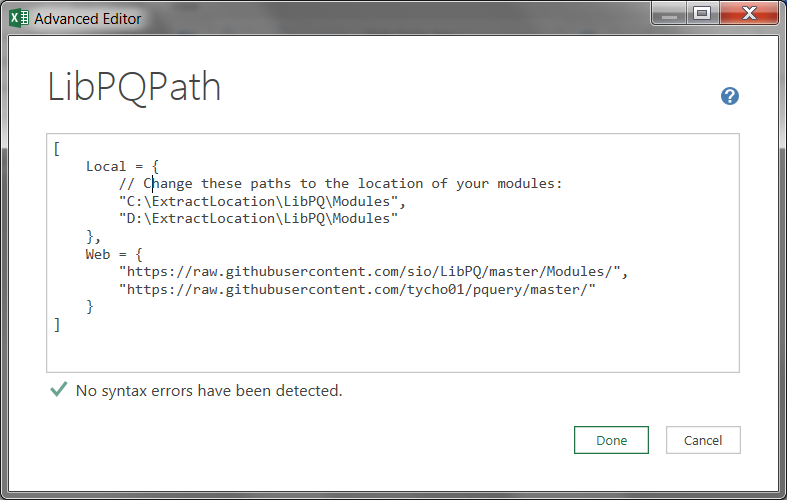 Advanced Editor
LibPQPath
[
    Local = {
        // Change these paths to the location of your modules:
        "C:\ExtractLocation\LibPQ\Modules",
        "D:\ExtractLocation\LibPQ\Modules"
    },
    Web = {
        "https://raw.githubusercontent.com/sio/LibPQ/master/Modules/",
        "https://raw.githubusercontent.com/tycho01/pquery/master/"
    }
]
No syntax errors have been detected.
Done Cancel